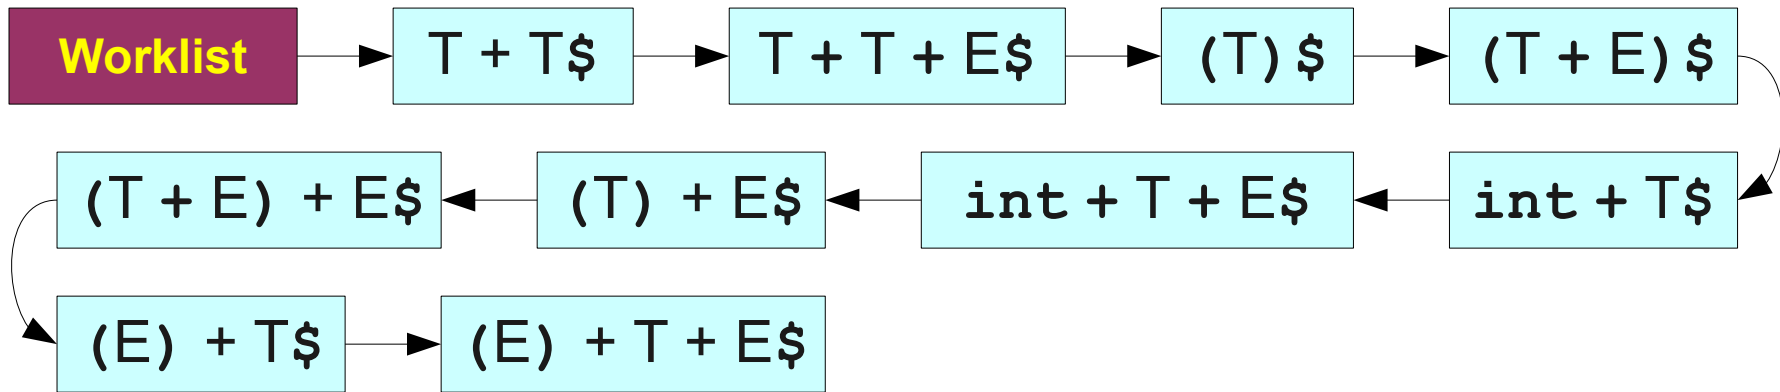 Worklist
T + T$
T + T + E$
(T)$
(T + E)$
int + T$
int + T + E$
(T) + E$
(T + E) + E$
(E) + T$
(E) + T + E$